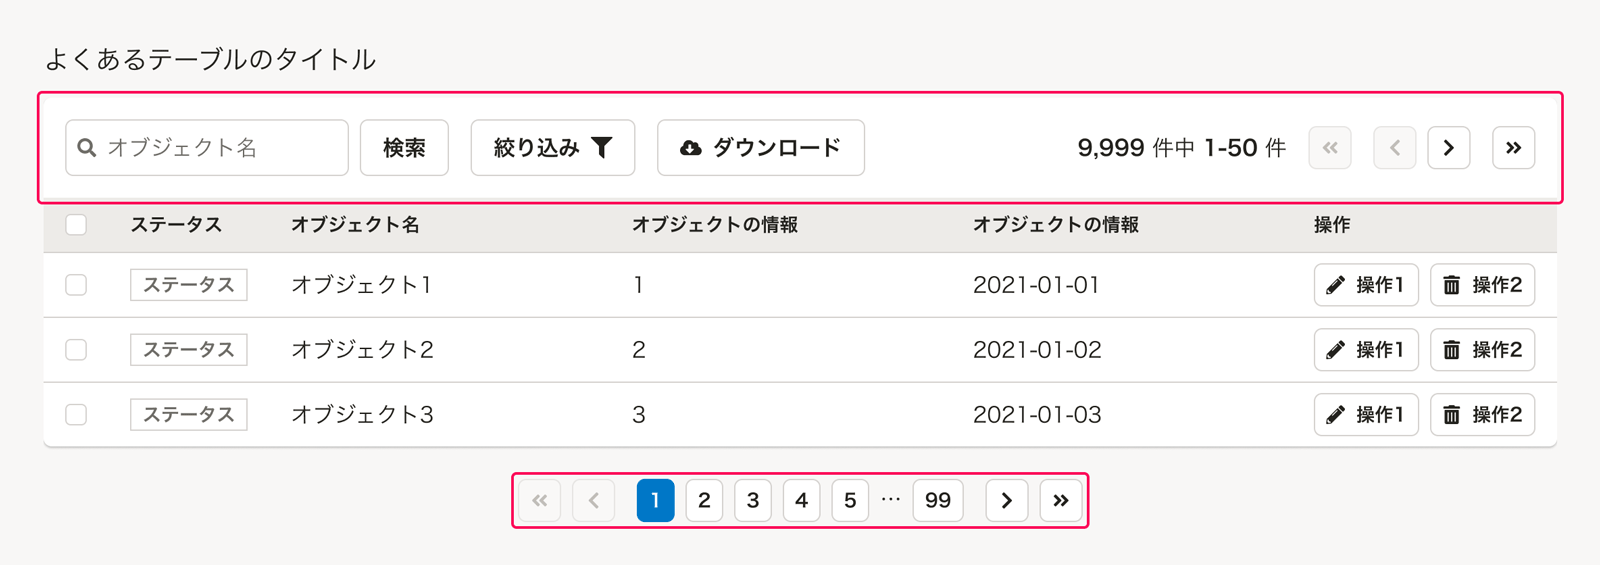 よくあるテーブルのタイトル
オブジェクト名 検索 絞り込み ダウンロード 9,999 件中 1-50 件
ステータス オブジェクト名 オブジェクトの情報 オブジェクトの情報 操作
ステータス オブジェクト1 1 2021-01-01 操作1 操作2
ステータス オブジェクト2 2 2021-01-02 操作1 操作2
ステータス オブジェクト3 3 2021-01-03 操作1 操作2
1 2 3 4 5 … 99